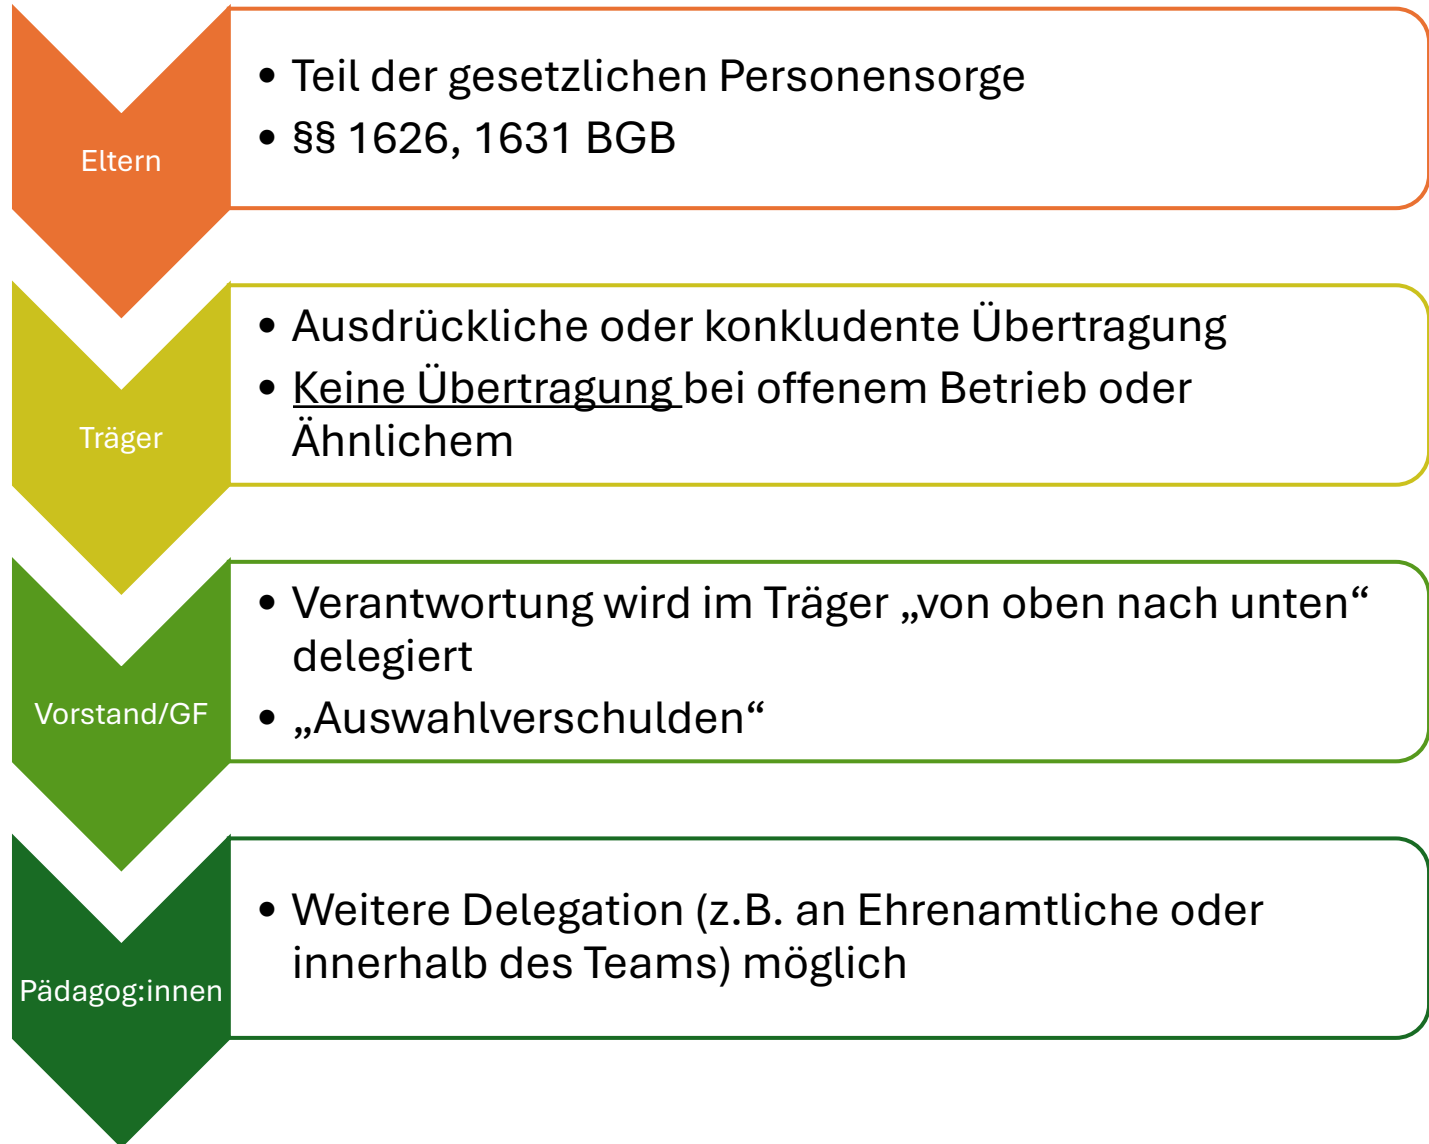 Eltern
• Teil der gesetzlichen Personensorge
• §§ 1626, 1631 BGB
Träger
• Ausdrückliche oder konkludente Übertragung
• Keine Übertragung bei offenem Betrieb oder
Ähnlichem
Vorstand/GF
• Verantwortung wird im Träger „von oben nach unten“
delegiert
• „Auswahlverschulden“
Pädagog:innen
• Weitere Delegation (z.B. an Ehrenamtliche oder
innerhalb des Teams) möglich